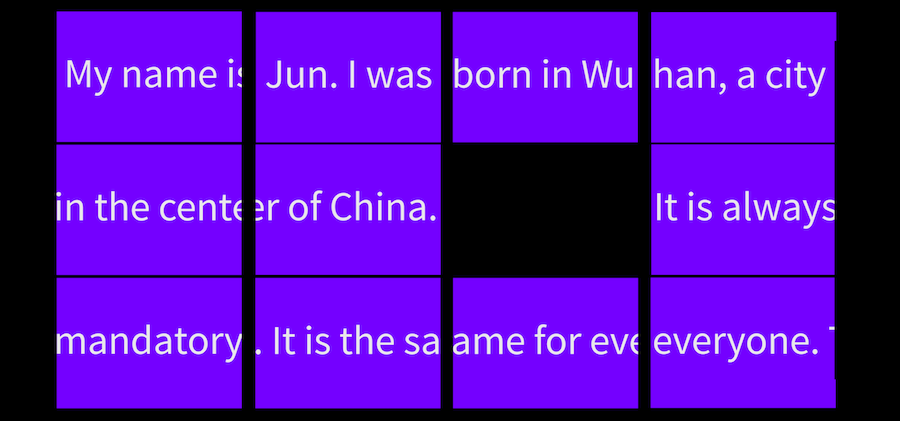 My name is Jun. I was born in Wuhan, a city
in the center of China. It is always
mandatory. It is the same for everyone. T